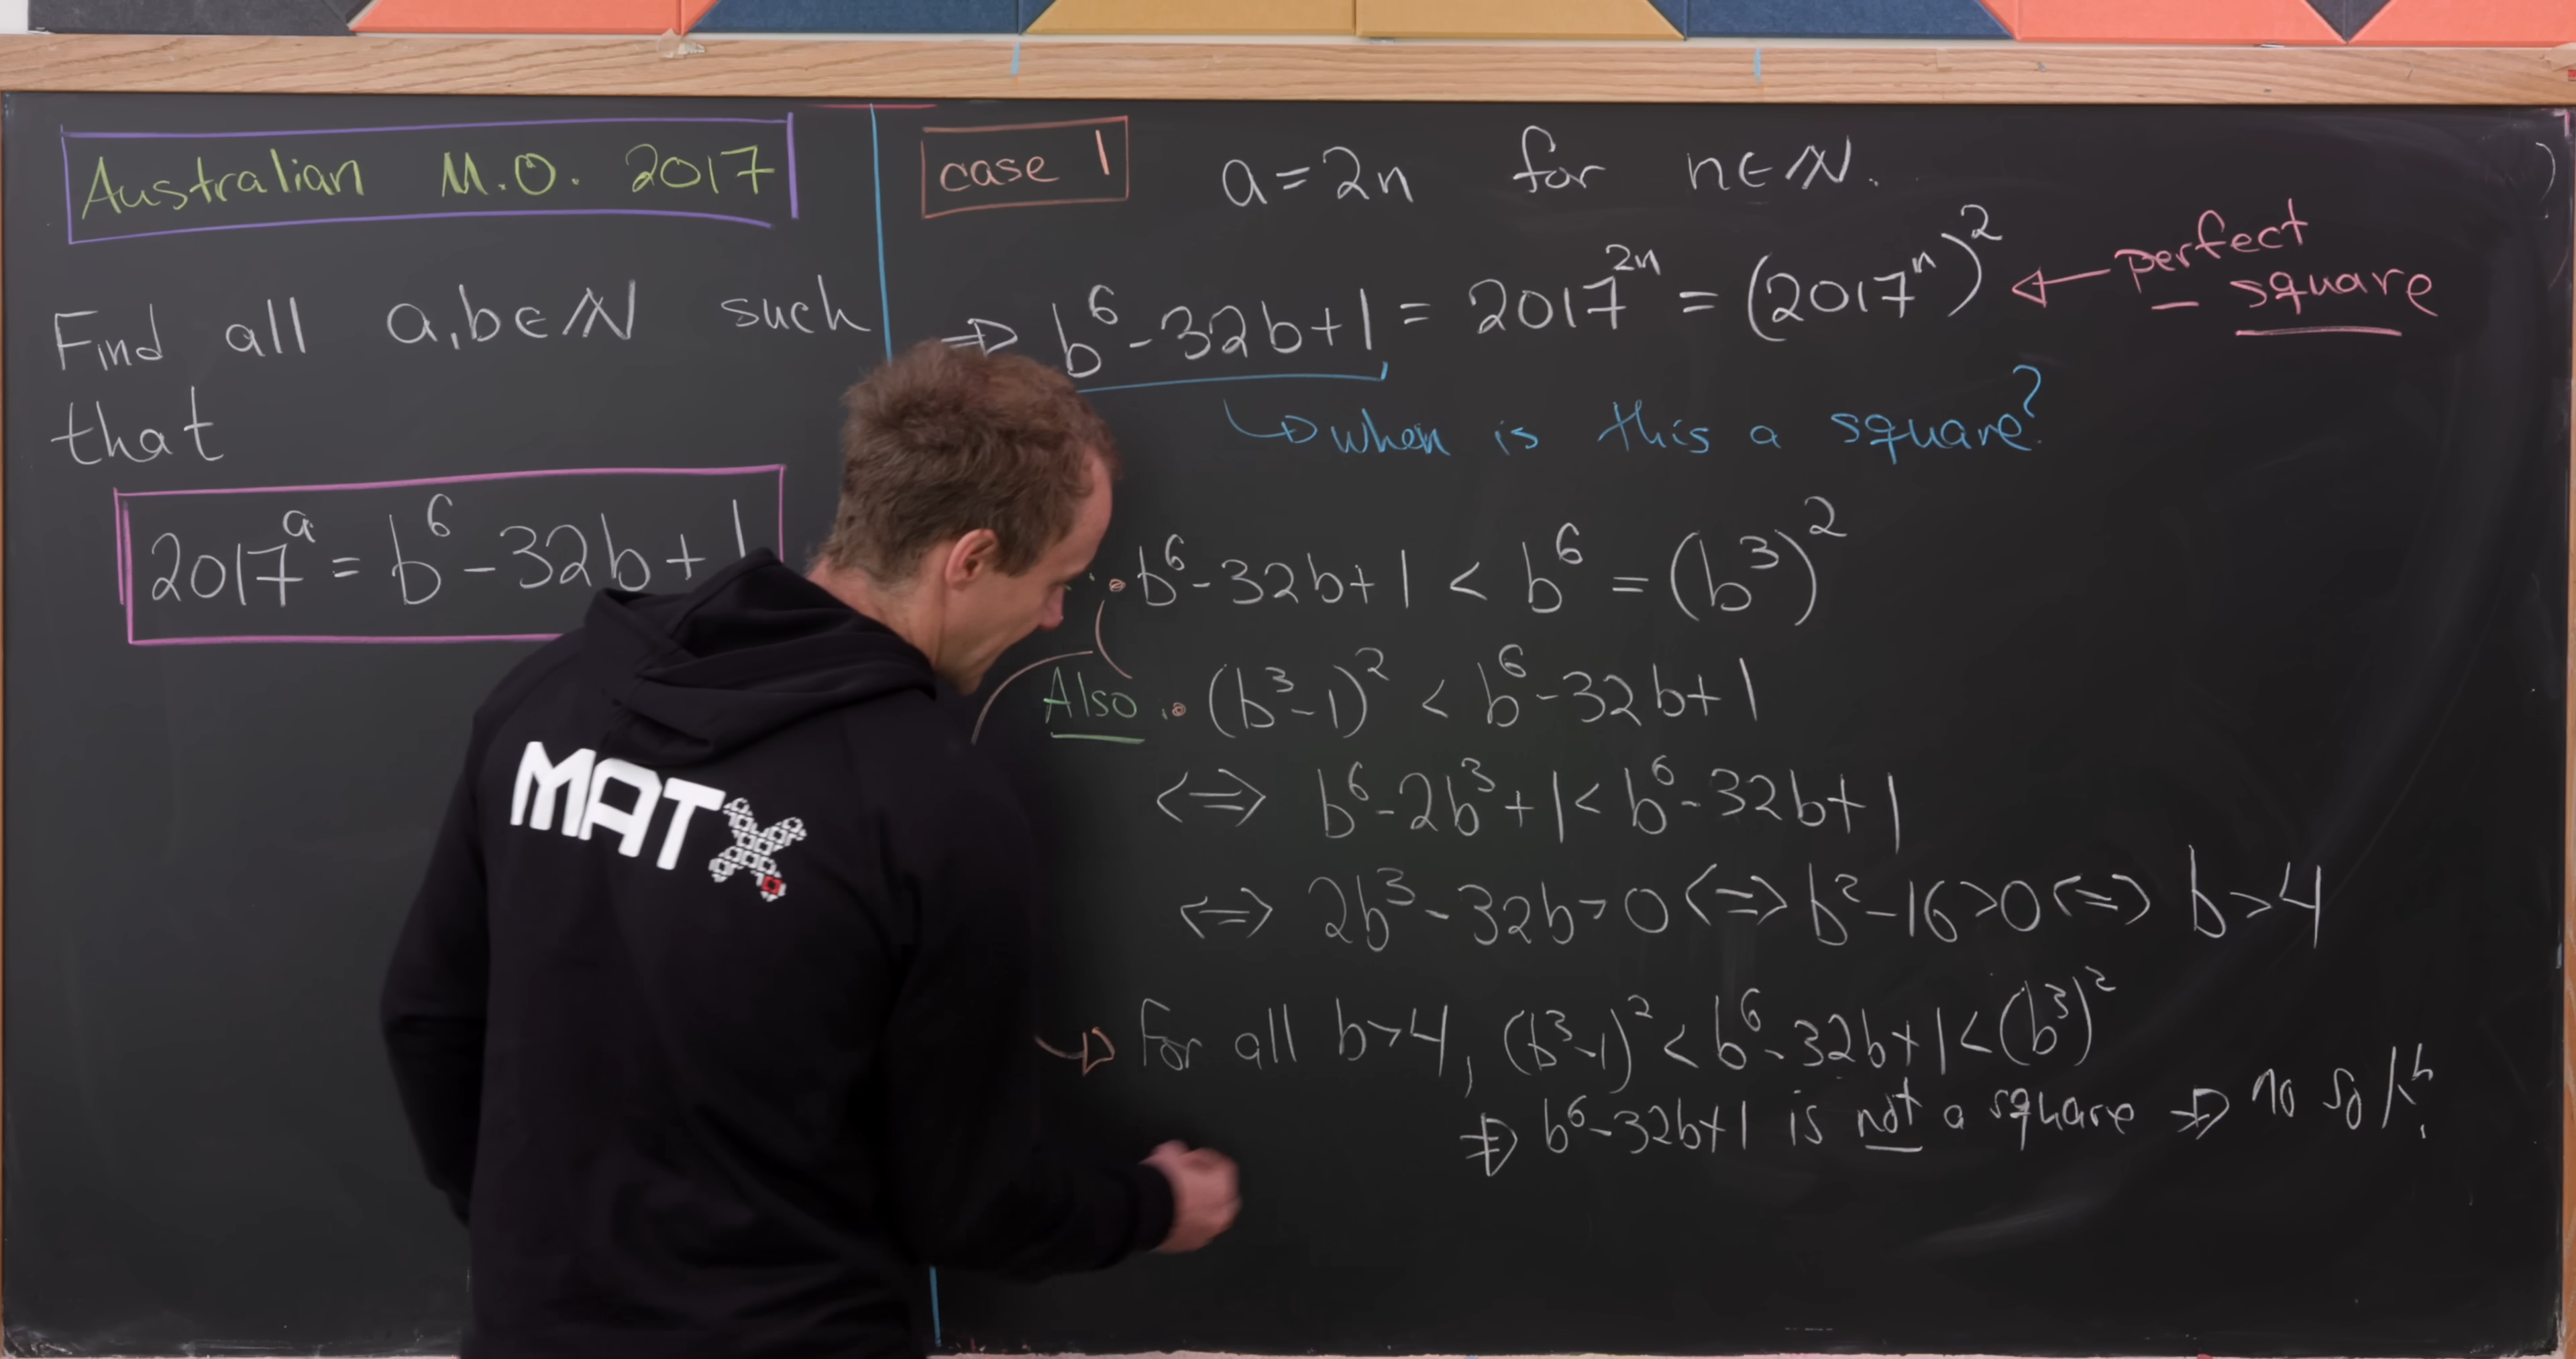 Australian M.O. 2017
Find all a,b∈ℕ such
that
2017^a = b^6 - 32b + 1
case 1 a = 2n for n∈ℕ.
⇒ b^6 - 32b + 1 = 2017^2n = (2017^n)^2 ← perfect
square
↳ when is this a square?
• b^6 - 32b + 1 < b^6 = (b^3)^2
Also • (b^3 - 1)^2 < b^6 - 32b + 1
⇔ b^6 - 2b^3 + 1 < b^6 - 32b + 1
⇔ 2b^3 - 32b > 0 ⇔ b^2 - 16 > 0 ⇔ b > 4
→ For all b > 4, (b^3 - 1)^2 < b^6 - 32b + 1 < (b^3)^2
⇒ b^6 - 32b + 1 is not a square ⇒ no sol^n.
MATX